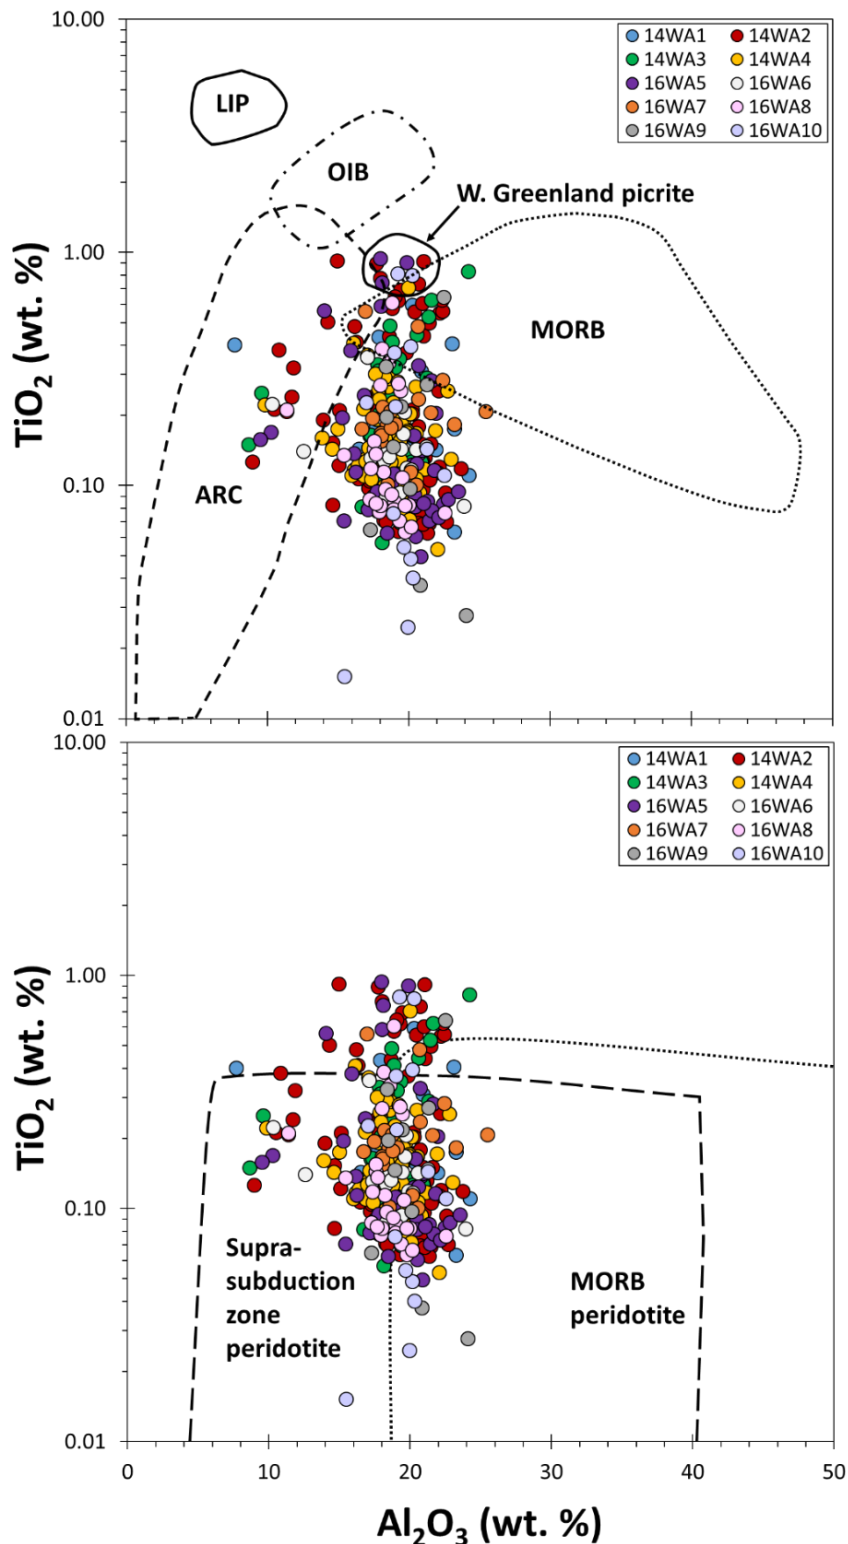 10.00
1.00
0.10
0.01
TiO₂ (wt. %)
14WA1 14WA2
14WA3 14WA4
16WA5 16WA6
16WA7 16WA8
16WA9 16WA10
LIP
OIB
W. Greenland picrite
MORB
ARC
10.00
1.00
0.10
0.01
TiO₂ (wt. %)
14WA1 14WA2
14WA3 14WA4
16WA5 16WA6
16WA7 16WA8
16WA9 16WA10
Supra-
subduction
zone
peridotite
MORB
peridotite
0 10 20 30 40 50
Al₂O₃ (wt. %)